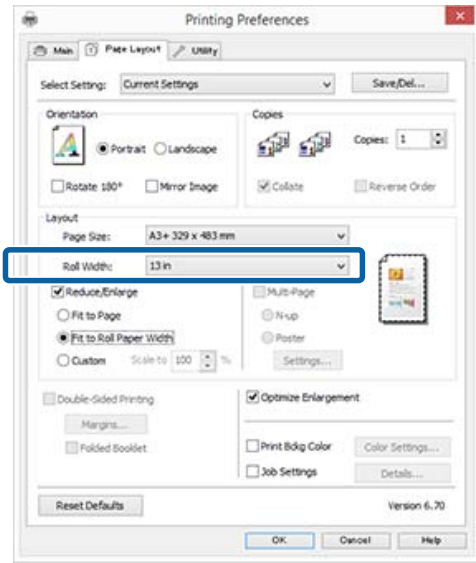 Printing Preferences
Main Page Layout Utility
Select Setting: Current Settings Save/Del...
Orientation Copies
Portrait Landscape Copies: 1
Rotate 180° Mirror Image Collate Reverse Order
Layout
Page Size: A3+ 329 x 483 mm
Roll Width: 13 in
Reduce/Enlarge Multi-Page
Fit to Page N-up
Fit to Roll Paper Width Poster
Custom Scale to 100 % Settings...
Double-Sided Printing Optimize Enlargement
Margins...
Folded Booklet Print Bckg Color Color Settings...
Job Settings Details...
Reset Defaults Version 6.70
OK Cancel Help